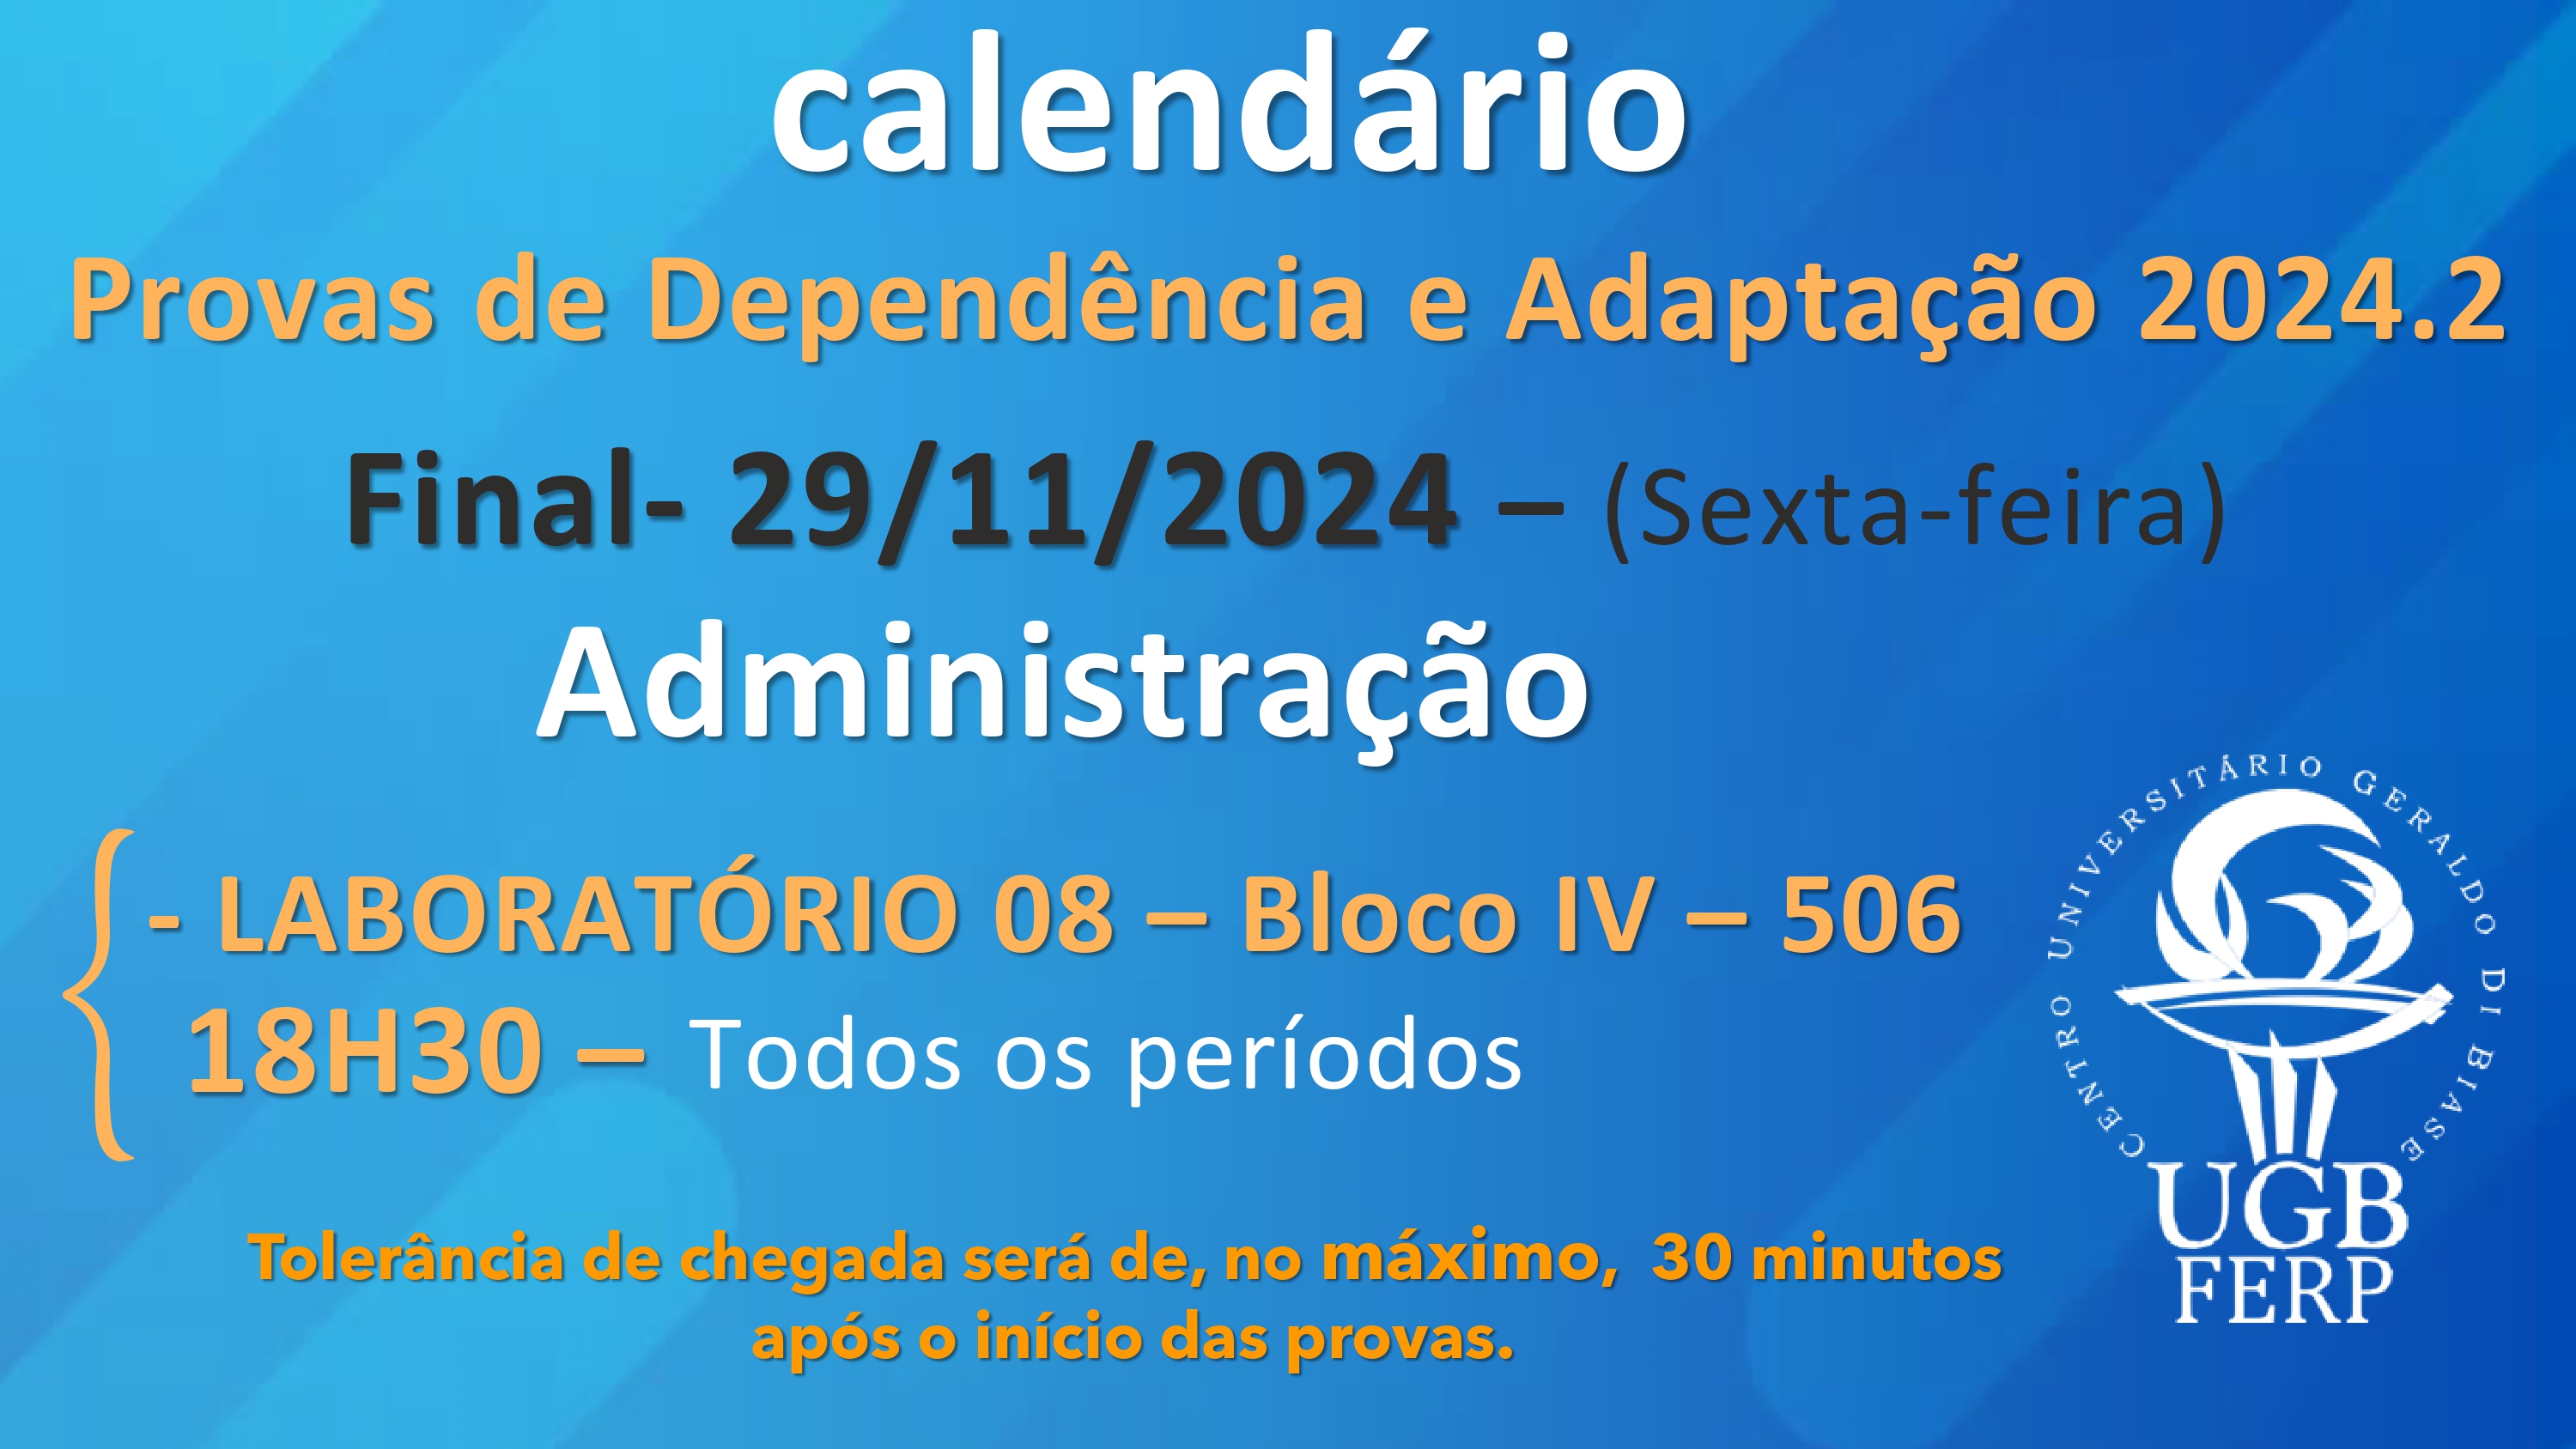 calendário
Provas de Dependência e Adaptação 2024.2
Final- 29/11/2024 – (Sexta-feira)
Administração
- LABORATÓRIO 08 – Bloco IV – 506
18H30 – Todos os períodos
Tolerância de chegada será de, no máximo, 30 minutos
após o início das provas.
CENTRO UNIVERSITÁRIO GERALDO DI BIASE
UGB
FERP